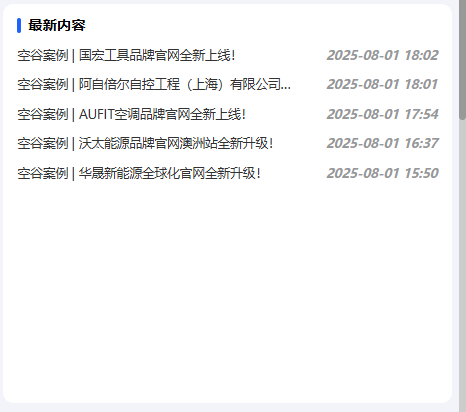 最新内容
空谷案例 | 国宏工具品牌官网全新上线! 2025-08-01 18:02
空谷案例 | 阿自倍尔自控工程（上海）有限公司... 2025-08-01 18:01
空谷案例 | AUFIT空调品牌官网全新上线! 2025-08-01 17:54
空谷案例 | 沃太能源品牌官网澳洲站全新升级! 2025-08-01 16:37
空谷案例 | 华晟新能源全球化官网全新升级! 2025-08-01 15:50